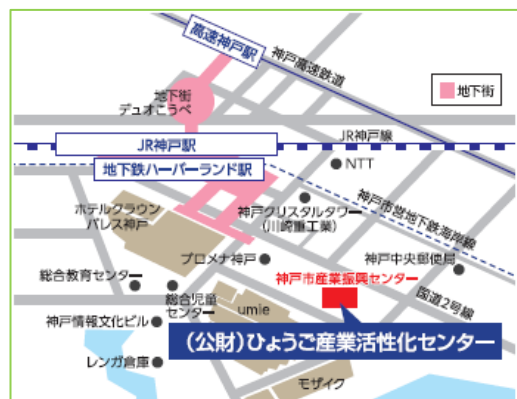 高速神戸駅
神戸高速鉄道
地下街
デュオこうべ
地下街
JR神戸駅
JR神戸線
地下鉄ハーバーランド駅
NTT
神戸市営地下鉄海岸線
ホテルクラウン
パレス神戸
神戸クリスタルタワー
(川崎重工業)
プロメナ神戸
神戸中央郵便局
総合教育センター
神戸市産業振興センター
国道2号線
総合児童
センター
umie
神戸情報文化ビル
(公財)ひょうご産業活性化センター
レンガ倉庫
モザイク